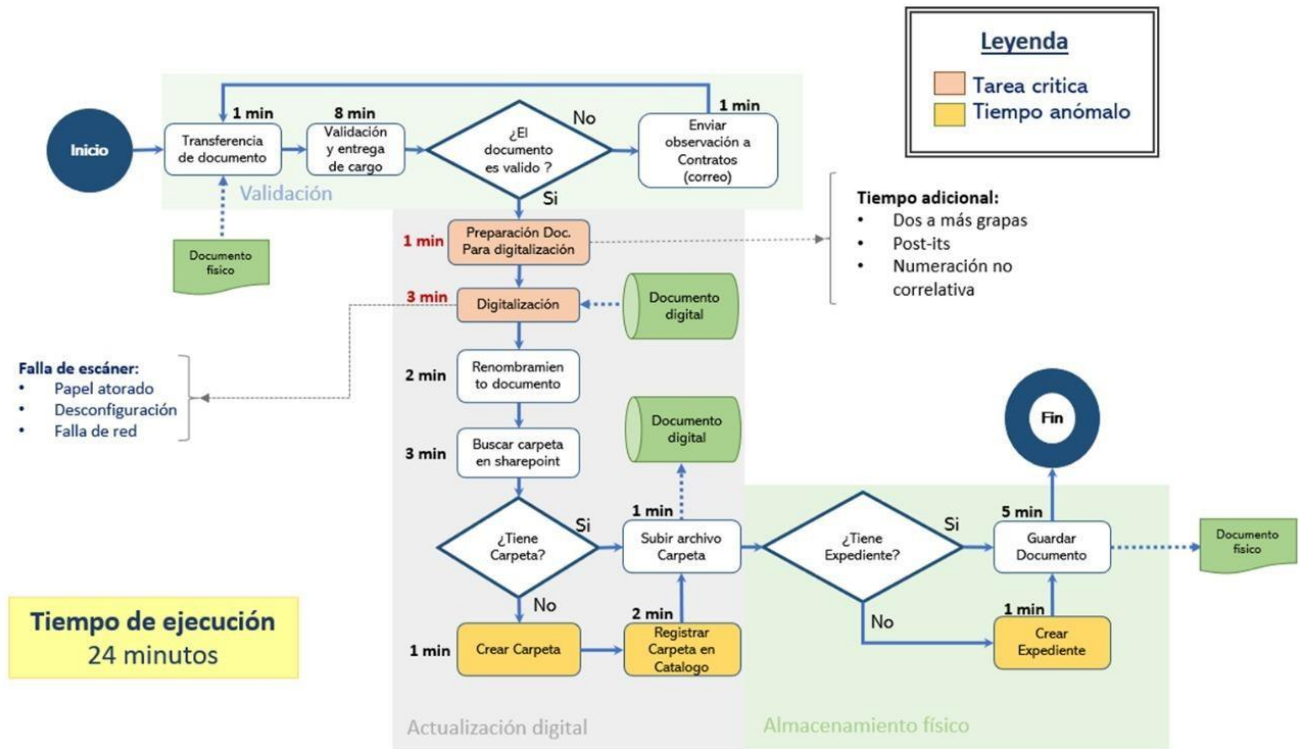 Leyenda
Tarea critica
Tiempo anómalo
Inicio
1 min
Transferencia
de documento
8 min
Validación
y entrega
de cargo
¿El
documento
es valido ?
No
Si
1 min
Enviar
observación a
Contratos
(correo)
Validación
Documento
físico
1 min
Preparación Doc.
Para digitalización
Tiempo adicional:
• Dos a más grapas
• Post-its
• Numeración no
correlativa
3 min
Digitalización
Documento
digital
Falla de escáner:
• Papel atorado
• Desconfiguración
• Falla de red
2 min
Renombramien
to documento
3 min
Buscar carpeta
en sharepoint
Documento
digital
¿Tiene
Carpeta?
Si
No
1 min
Subir archivo
Carpeta
1 min
Crear Carpeta
2 min
Registrar
Carpeta en
Catalogo
Actualización digital
¿Tiene
Expediente?
Si
No
5 min
Guardar
Documento
1 min
Crear
Expediente
Fin
Documento
físico
Almacenamiento físico
Tiempo de ejecución
24 minutos